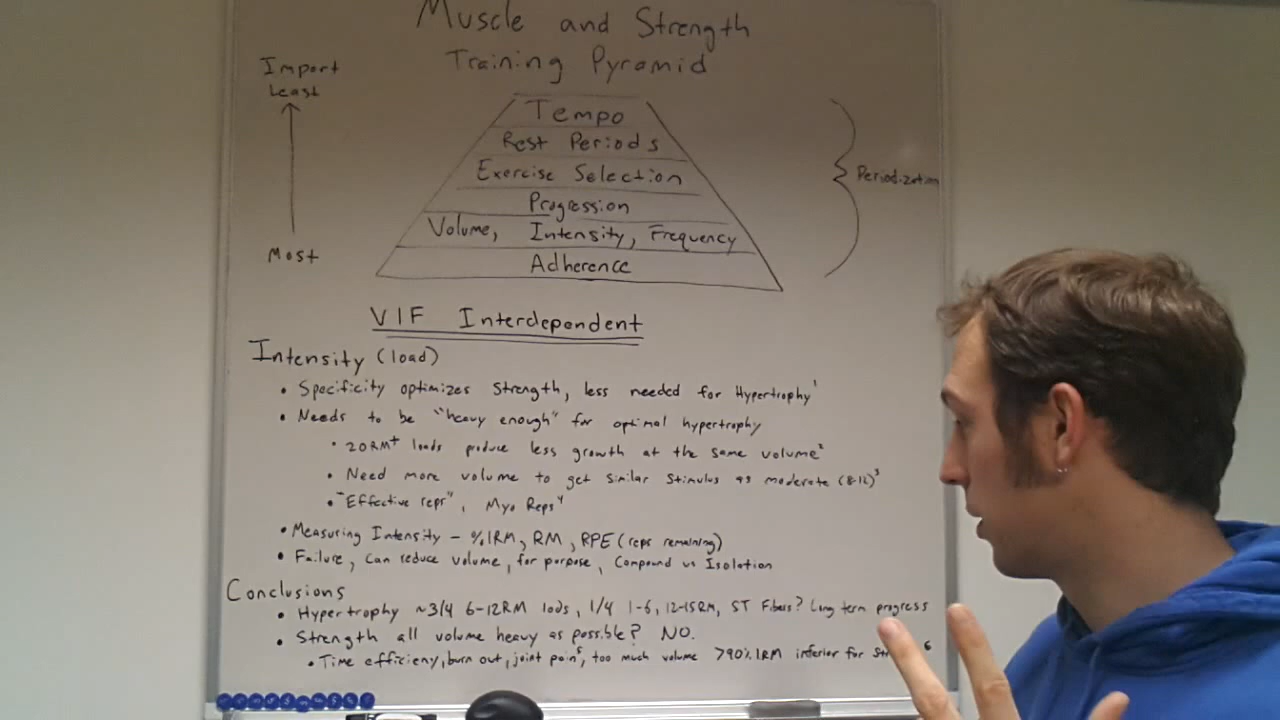 Muscle and Strength
Training Pyramid
Import
Least
Most
Tempo
Rest Periods
Exercise Selection
Progression
Volume, Intensity, Frequency
Adherence
Periodization
VIF Interdependent
Intensity (load)
• Specificity optimizes Strength, less needed for Hypertrophy¹
• Needs to be "heavy enough" for optimal hypertrophy
• 20RM+ loads produce less growth at the same volume²
• Need more volume to get similar stimulus as moderate (8-12)³
• "Effective reps", Myo Reps⁴
• Measuring Intensity - %1RM, RM, RPE (reps remaining)
• Failure, can reduce volume, for porpose, Compound vs Isolation
Conclusions
• Hypertrophy ~3/4 6-12RM lods, 1/4 1-6, 12-15RM, ST Fibers? Long term progress
• Strength all volume heavy as possible? NO.
• Time efficieny, burn out, joint pain⁵, too much volume >90%1RM inferior for 6